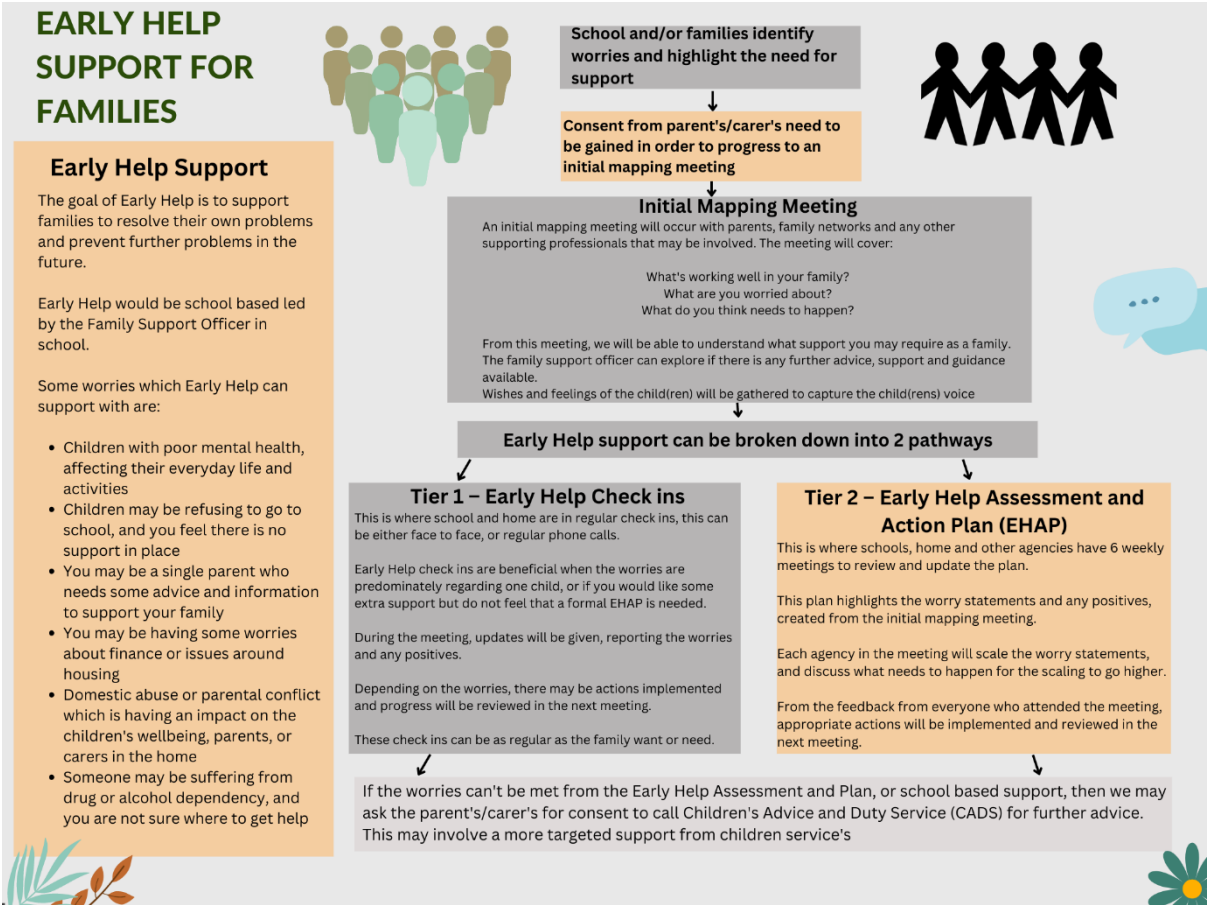 EARLY HELP
SUPPORT FOR
FAMILIES
Early Help Support
The goal of Early Help is to support
families to resolve their own problems
and prevent further problems in the
future.
Early Help would be school based led
by the Family Support Officer in
school.
Some worries which Early Help can
support with are:
• Children with poor mental health,
affecting their everyday life and
activities
• Children may be refusing to go to
school, and you feel there is no
support in place
• You may be a single parent who
needs some advice and information
to support your family
• You may be having some worries
about finance or issues around
housing
• Domestic abuse or parental conflict
which is having an impact on the
children's wellbeing, parents, or
carers in the home
• Someone may be suffering from
drug or alcohol dependency, and
you are not sure where to get help
School and/or families identify
worries and highlight the need for
support
Consent from parent's/carer's need to
be gained in order to progress to an
initial mapping meeting
Initial Mapping Meeting
An initial mapping meeting will occur with parents, family networks and any other
supporting professionals that may be involved. The meeting will cover:
What's working well in your family?
What are you worried about?
What do you think needs to happen?
From this meeting, we will be able to understand what support you may require as a family.
The family support officer can explore if there is any further advice, support and guidance
available.
Wishes and feelings of the child(ren) will be gathered to capture the child(rens) voice
Early Help support can be broken down into 2 pathways
Tier 1 – Early Help Check ins
This is where school and home are in regular check ins, this can
be either face to face, or regular phone calls.
Early Help check ins are beneficial when the worries are
predominately regarding one child, or if you would like some
extra support but do not feel that a formal EHAP is needed.
During the meeting, updates will be given, reporting the worries
and any positives.
Depending on the worries, there may be actions implemented
and progress will be reviewed in the next meeting.
These check ins can be as regular as the family want or need.
Tier 2 – Early Help Assessment and
Action Plan (EHAP)
This is where schools, home and other agencies have 6 weekly
meetings to review and update the plan.
This plan highlights the worry statements and any positives,
created from the initial mapping meeting.
Each agency in the meeting will scale the worry statements,
and discuss what needs to happen for the scaling to go higher.
From the feedback from everyone who attended the meeting,
appropriate actions will be implemented and reviewed in the
next meeting.
If the worries can't be met from the Early Help Assessment and Plan, or school based support, then we may
ask the parent's/carer's for consent to call Children's Advice and Duty Service (CADS) for further advice.
This may involve a more targeted support from children service's